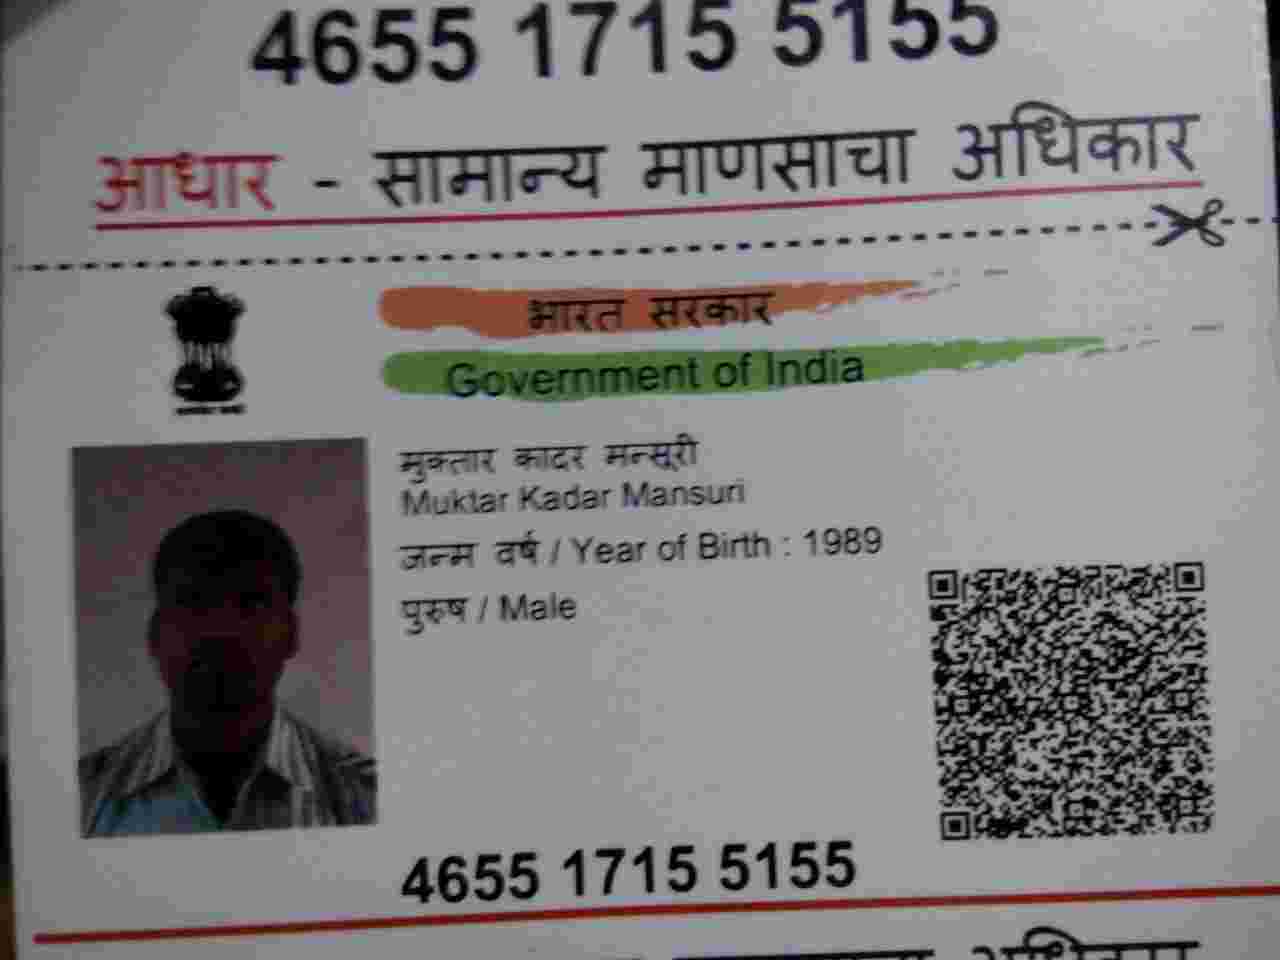 4655 1715 5155
आधार - सामान्य माणसाचा अधिकार
भारत सरकार
Government of India
मुक्तार कादर मन्सूरी
Muktar Kadar Mansuri
जन्म वर्ष / Year of Birth : 1989
पुरुष / Male
4655 1715 5155